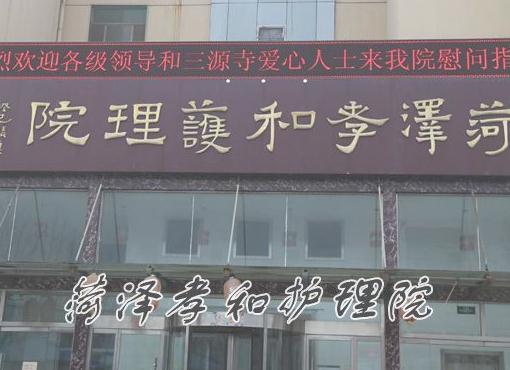 烈欢迎各级领导和三源寺爱心人士来我院慰问指
院理護和孝澤菏
菏泽孝和护理院